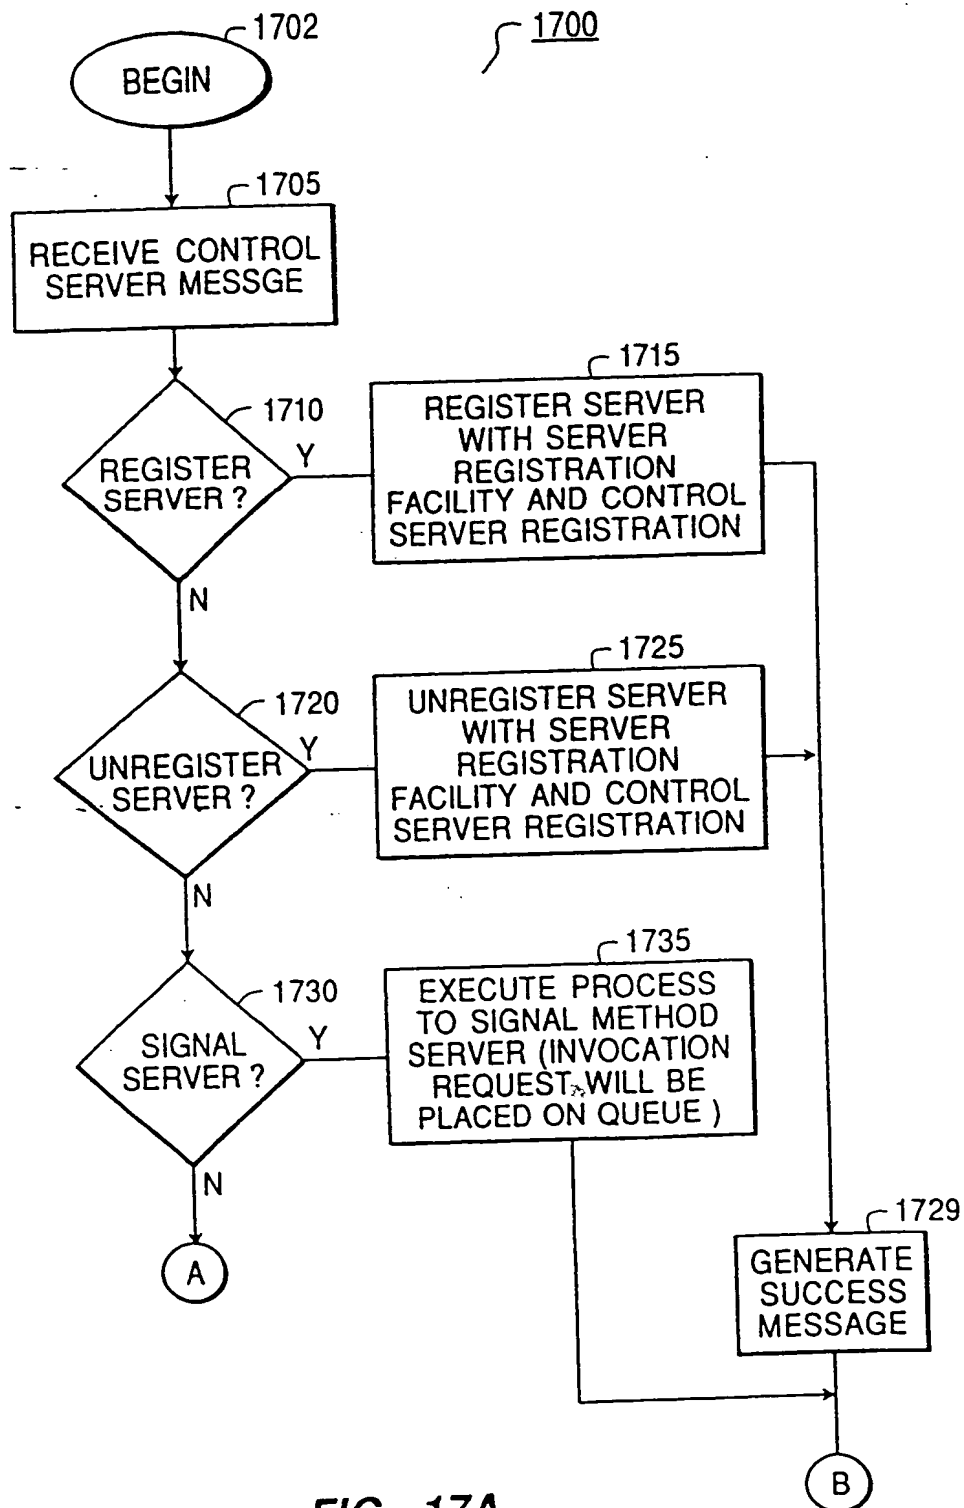 1700
1702
BEGIN
1705
RECEIVE CONTROL
SERVER MESSGE
1710
REGISTER
SERVER ?
Y
N
1715
REGISTER SERVER
WITH SERVER
REGISTRATION
FACILITY AND CONTROL
SERVER REGISTRATION
1720
UNREGISTER
SERVER ?
Y
N
1725
UNREGISTER SERVER
WITH SERVER
REGISTRATION
FACILITY AND CONTROL
SERVER REGISTRATION
1730
SIGNAL
SERVER ?
Y
N
1735
EXECUTE PROCESS
TO SIGNAL METHOD
SERVER (INVOCATION
REQUEST WILL BE
PLACED ON QUEUE )
A
1729
GENERATE
SUCCESS
MESSAGE
B
FIG. 17A